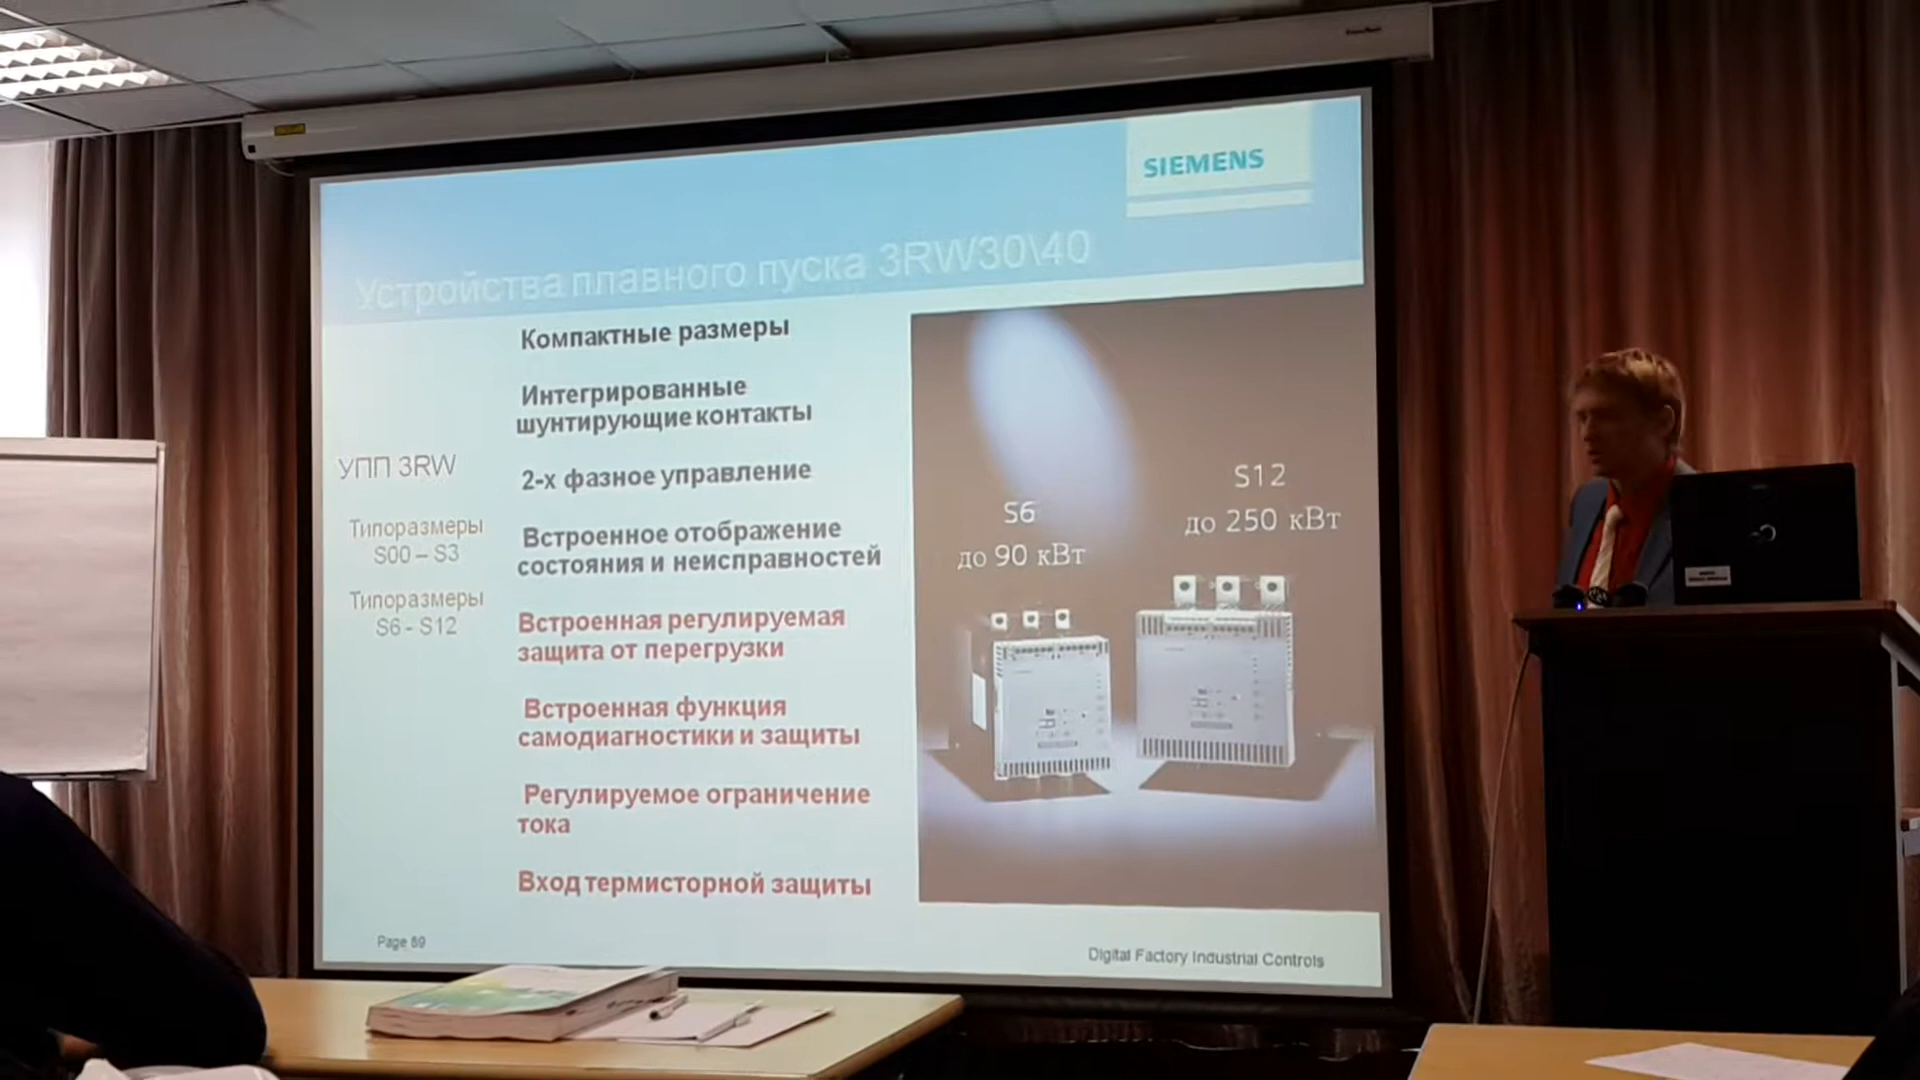 SIEMENS
Устройства плавного пуска 3RW30\40
УПП 3RW
Типоразмеры
S00 – S3
Типоразмеры
S6 - S12
Компактные размеры
Интегрированные
шунтирующие контакты
2-х фазное управление
Встроенное отображение
состояния и неисправностей
Встроенная регулируемая
защита от перегрузки
Встроенная функция
самодиагностики и защиты
Регулируемое ограничение
тока
Вход термисторной защиты
S6
до 90 кВт
S12
до 250 кВт
Page 69
Digital Factory Industrial Controls